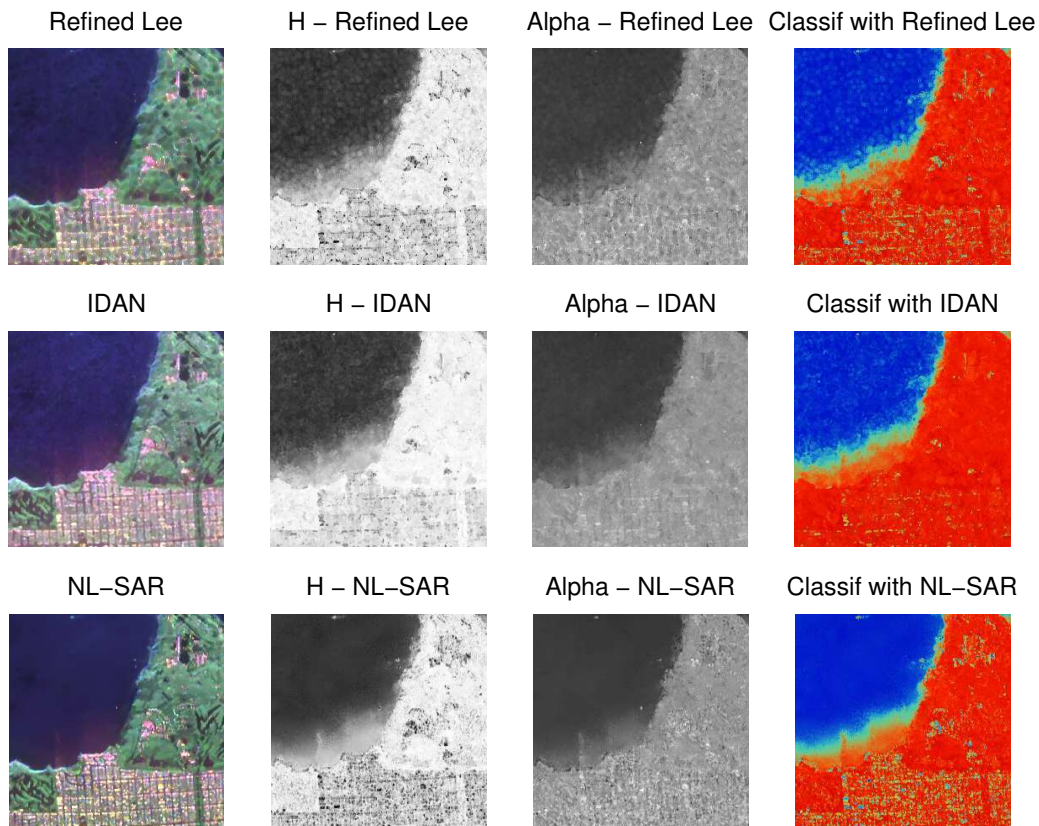 Refined Lee
H – Refined Lee
Alpha – Refined Lee
Classif with Refined Lee
IDAN
H – IDAN
Alpha – IDAN
Classif with IDAN
NL–SAR
H – NL–SAR
Alpha – NL–SAR
Classif with NL–SAR